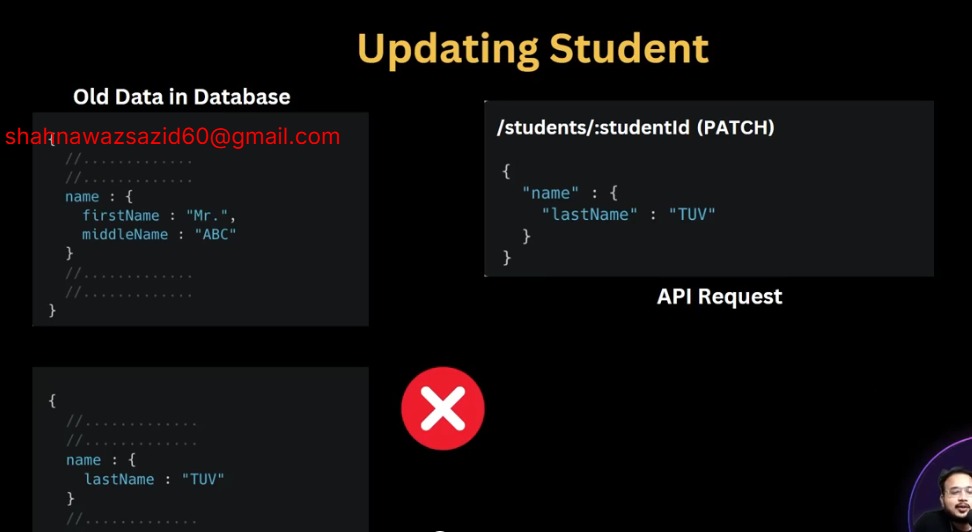 Updating Student
Old Data in Database
shahnawazsazid60@gmail.com
{
//.............
//.............
name : {
firstName : "Mr.",
middleName : "ABC"
}
//.............
//.............
}
/students/:studentId (PATCH)
{
"name" : {
"lastName" : "TUV"
}
}
API Request
{
//.............
//.............
name : {
lastName : "TUV"
}
//.............